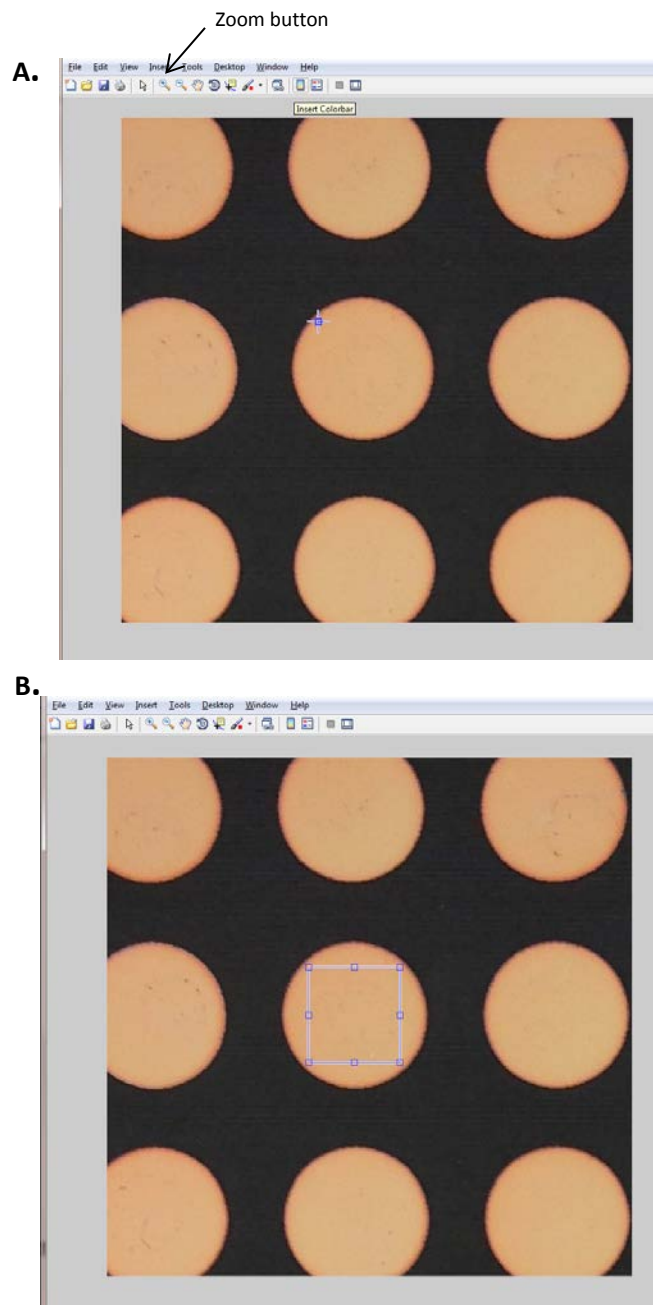 Zoom button
A.
File Edit View Insert Tools Desktop Window Help
Insert Colorbar
B.
File Edit View Insert Tools Desktop Window Help